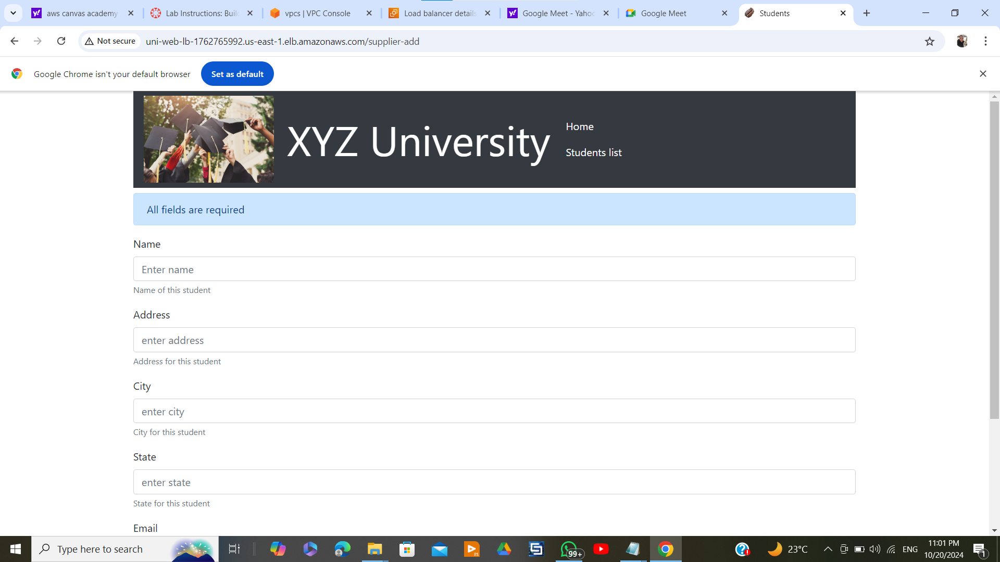 aws canvas academy
Lab Instructions: Buil
vpcs | VPC Console
Load balancer details
Google Meet - Yahoo
Google Meet
Students
Not secure
uni-web-lb-1762765992.us-east-1.elb.amazonaws.com/supplier-add
Google Chrome isn't your default browser
Set as default
XYZ University
Home
Students list
All fields are required
Name
Enter name
Name of this student
Address
enter address
Address for this student
City
enter city
City for this student
State
enter state
State for this student
Email
Type here to search
99+
23°C
ENG
11:01 PM
10/20/2024
1